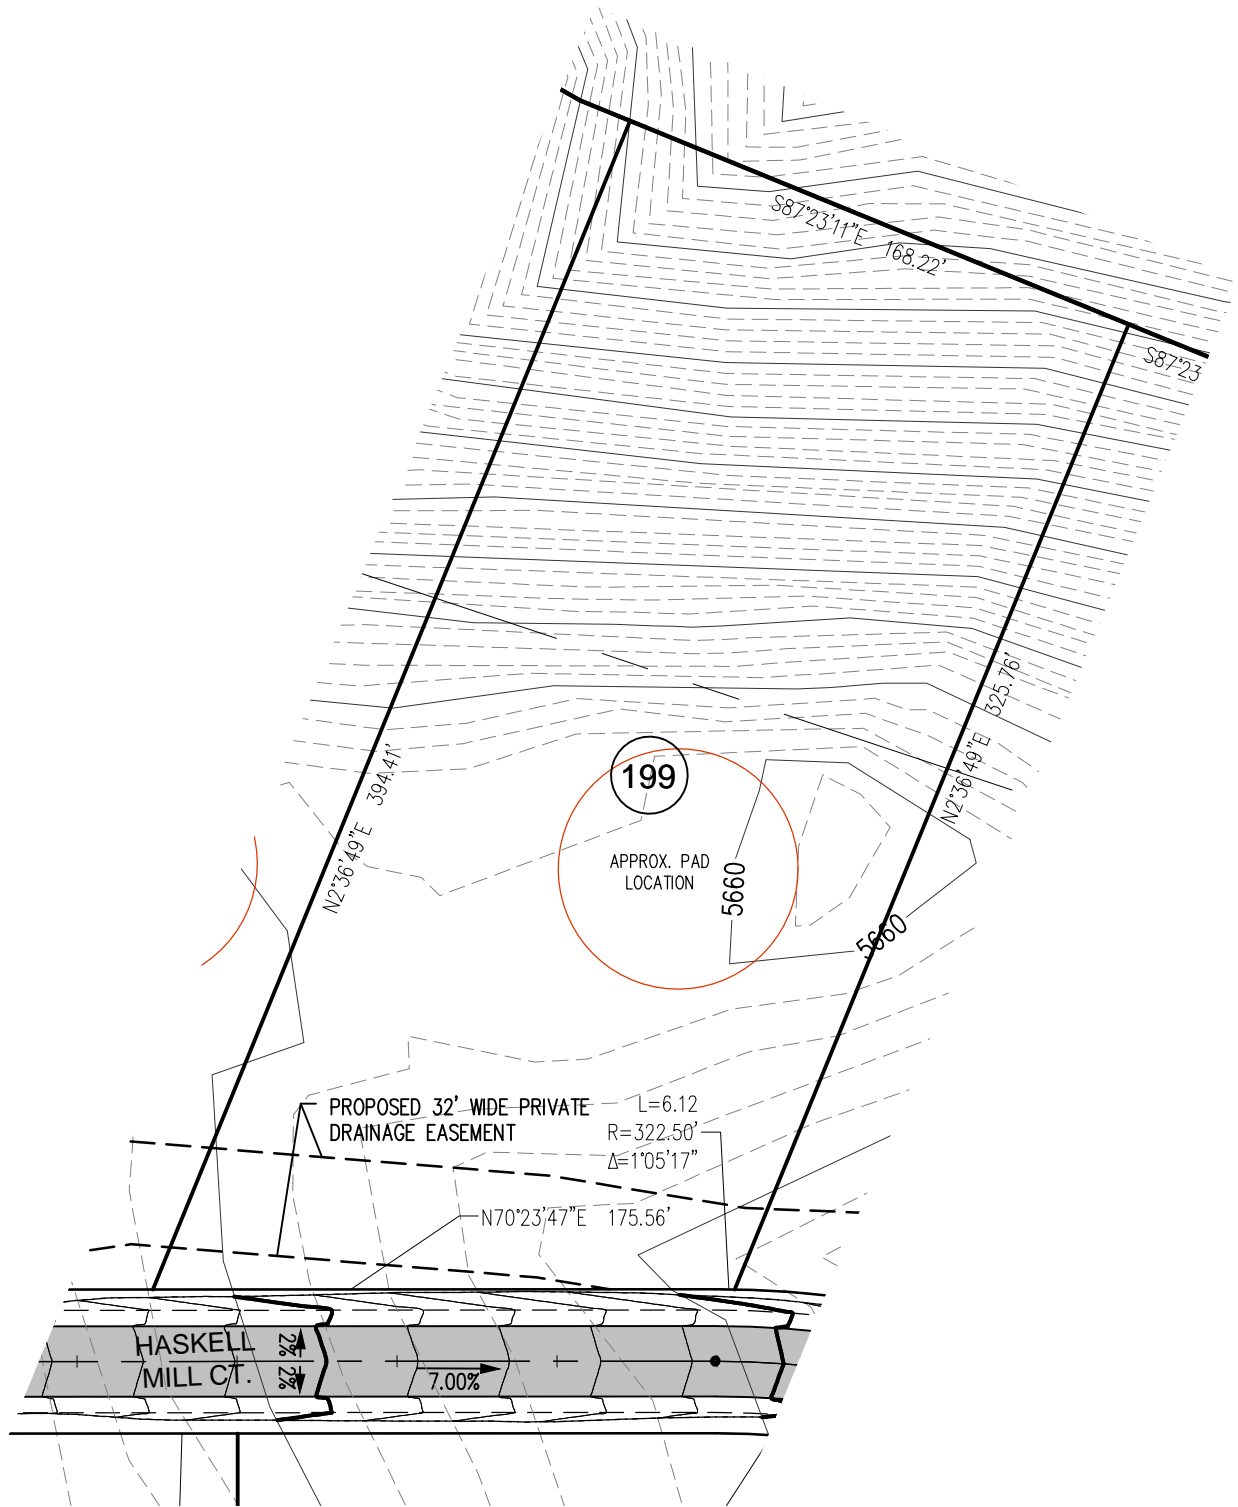 S87°23'11"E 168.22'
S87°23
325.76'
N2°36'49"E
394.41'
N2°36'49"E
199
APPROX. PAD
LOCATION
5660
5660
PROPOSED 32' WIDE PRIVATE
DRAINAGE EASEMENT
L=6.12
R=322.50'
Δ=1°05'17"
N70°23'47"E 175.56'
HASKELL
MILL CT.
2%
2%
7.00%